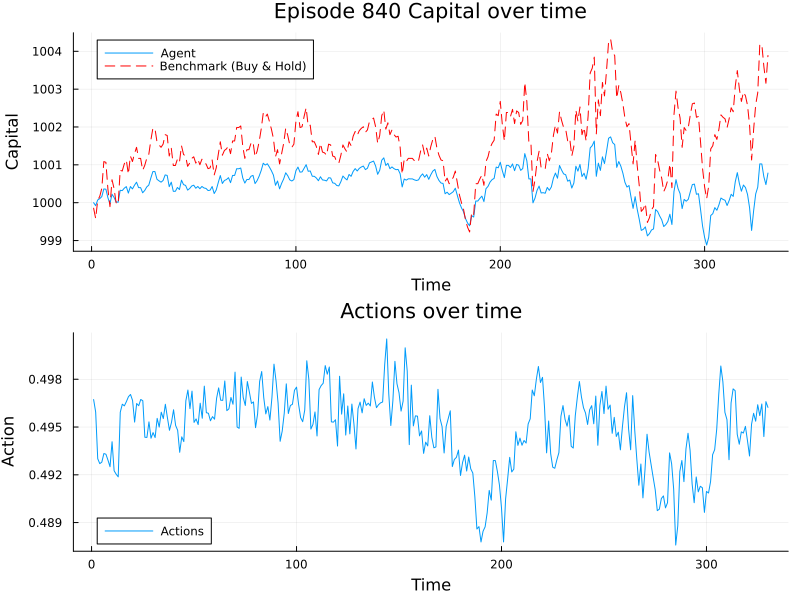 Episode 840 Capital over time
Capital
1004
1003
1002
1001
1000
999
Agent
Benchmark (Buy & Hold)
0
100
200
300
Time
Actions over time
Action
0.498
0.495
0.492
0.489
Actions
0
100
200
300
Time